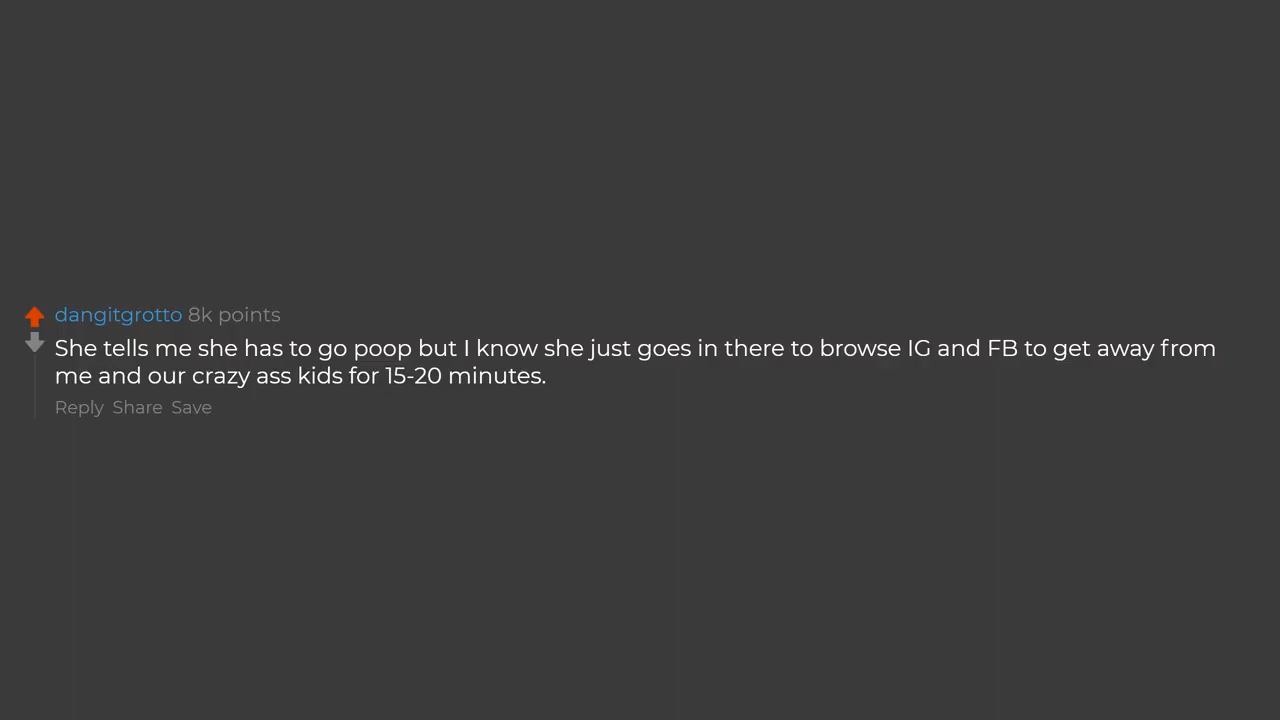 dangitgrotto 8k points
She tells me she has to go poop but I know she just goes in there to browse IG and FB to get away from
me and our crazy ass kids for 15-20 minutes.
Reply Share Save